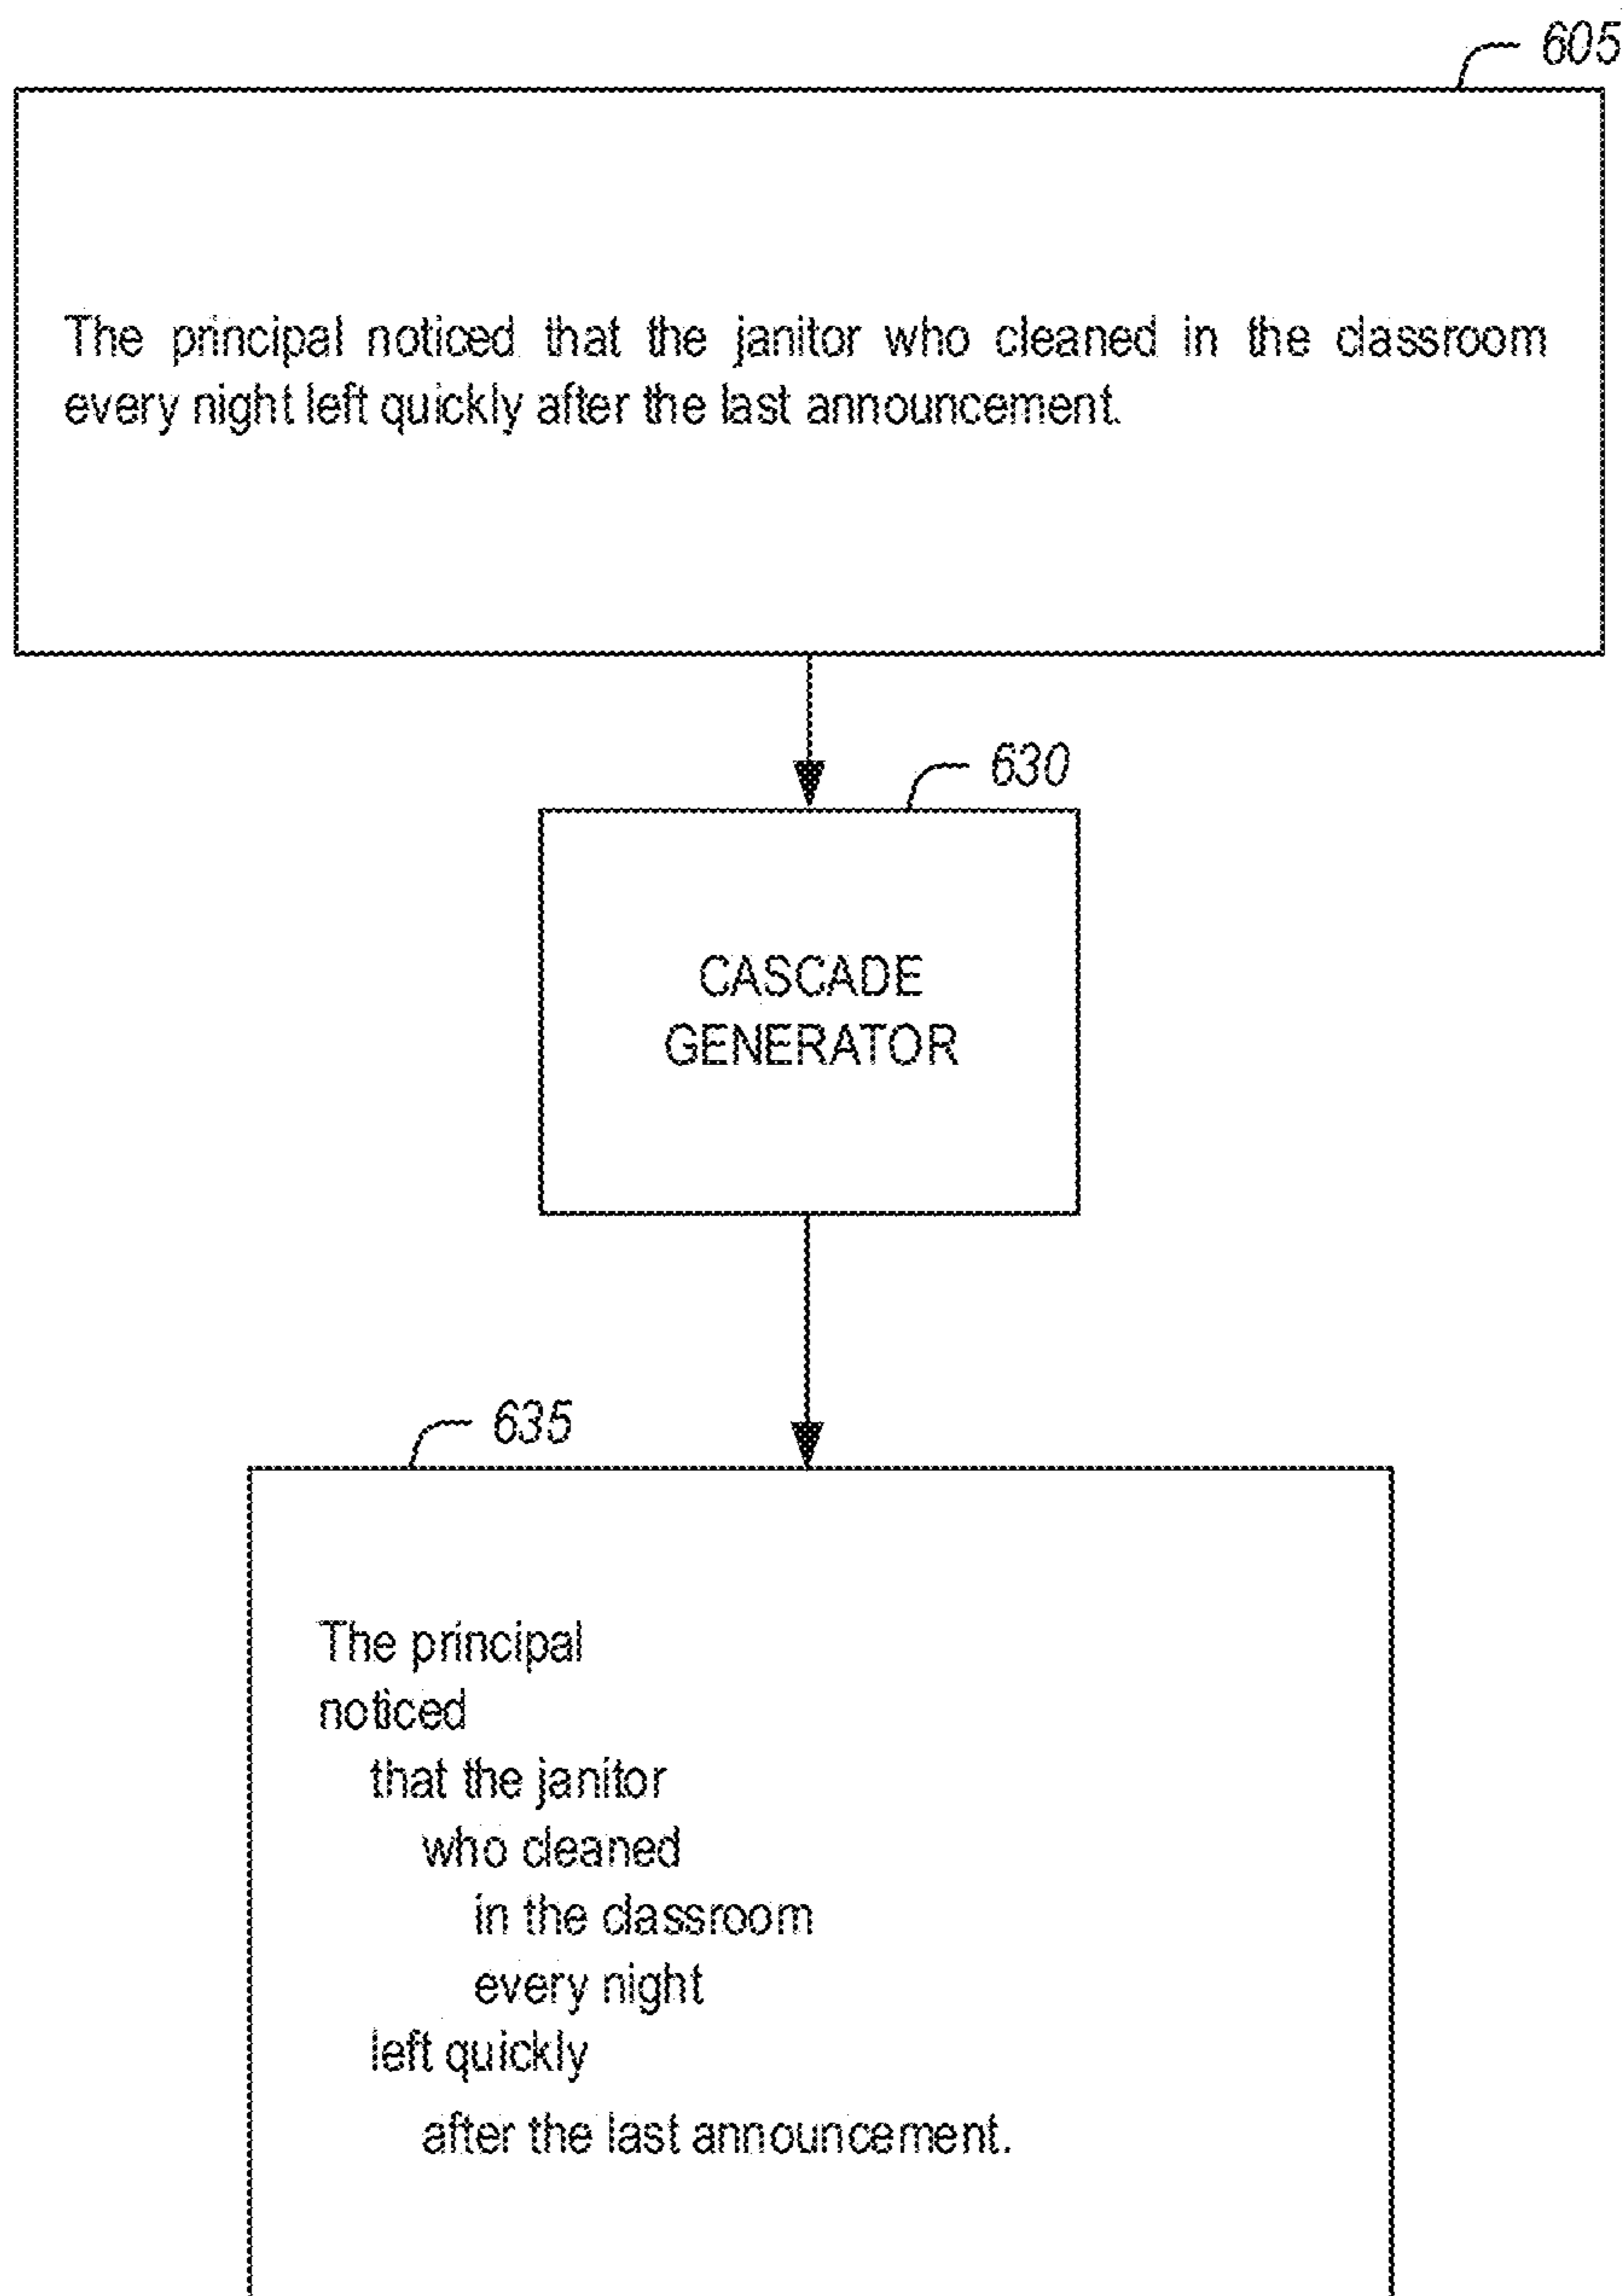 605
The principal noticed that the janitor who cleaned in the classroom
every night left quickly after the last announcement.
630
CASCADE
GENERATOR
635
The principal
noticed
that the janitor
who cleaned
in the classroom
every night
left quickly
after the last announcement.